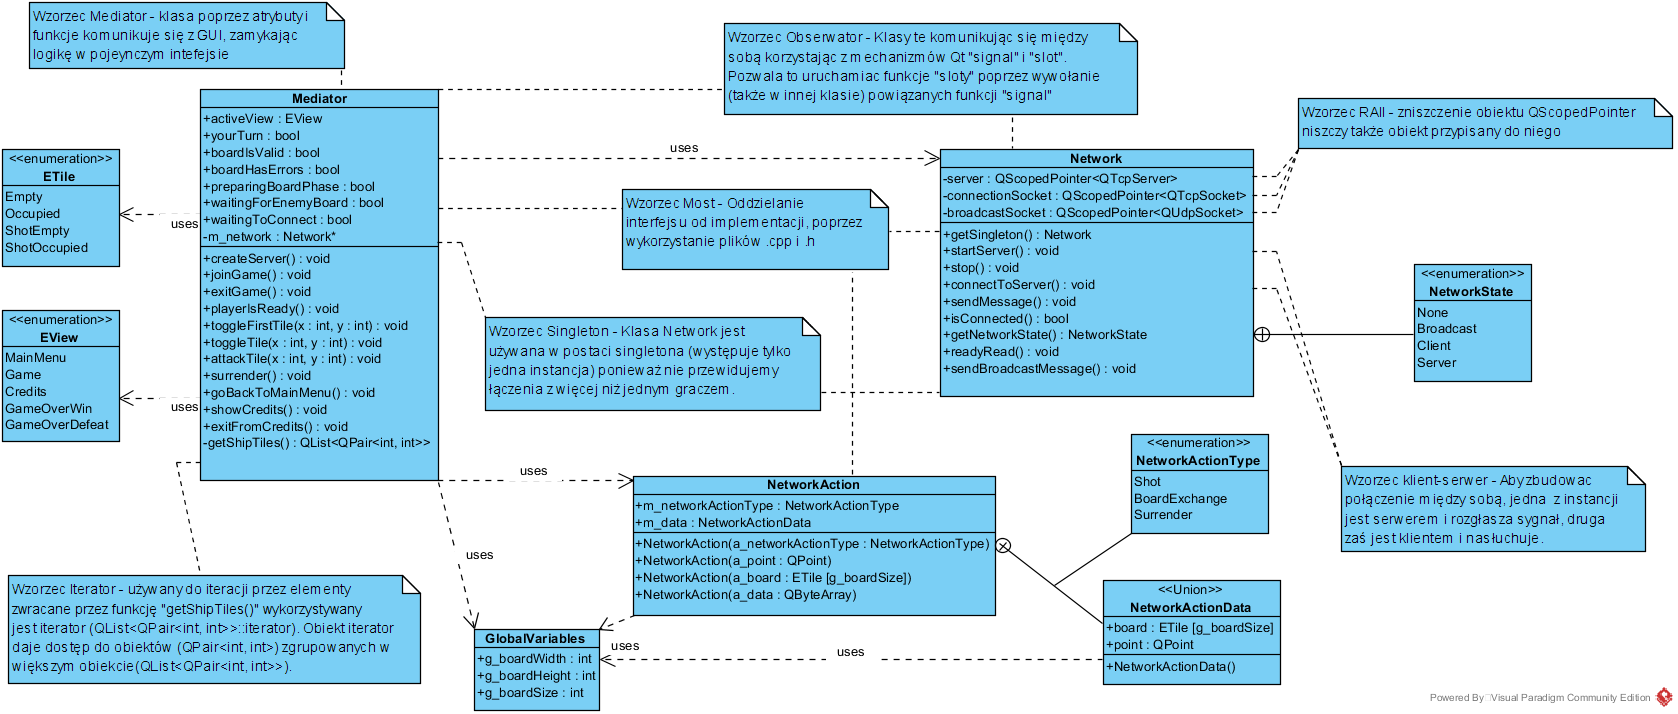 Wzorzec Mediator - klasa poprzez atrybuty i
funkcje komunikuje się z GUI, zamykając
logikę w pojeynczym intefejsie
Wzorzec Obserwator - Klasy te komunikując się między
sobą korzystając z mechanizmów Qt "signal" i "slot".
Pozwala to uruchamiac funkcje "sloty" poprzez wywołanie
(także w innej klasie) powiązanych funkcji "signal"
Wzorzec RAII - zniszczenie obiektu QScopedPointer
niszczy także obiekt przypisany do niego
Mediator
+activeView : EView
+yourTurn : bool
+boardIsValid : bool
+boardHasErrors : bool
+preparingBoardPhase : bool
+waitingForEnemyBoard : bool
+waitingToConnect : bool
-m_network : Network*
+createServer() : void
+joinGame() : void
+exitGame() : void
+playerIsReady() : void
+toggleFirstTile(x : int, y : int) : void
+toggleTile(x : int, y : int) : void
+attackTile(x : int, y : int) : void
+surrender() : void
+goBackToMainMenu() : void
+showCredits() : void
+exitFromCredits() : void
-getShipTiles() : QList<QPair<int, int>>
<<enumeration>>
ETile
Empty
Occupied
ShotEmpty
ShotOccupied
uses
<<enumeration>>
EView
MainMenu
Game
Credits
GameOverWin
GameOverDefeat
uses
uses
Network
-server : QScopedPointer<QTcpServer>
-connectionSocket : QScopedPointer<QTcpSocket>
-broadcastSocket : QScopedPointer<QUdpSocket>
+getSingleton() : Network
+startServer() : void
+stop() : void
+connectToServer() : void
+sendMessage() : void
+isConnected() : bool
+getNetworkState() : NetworkState
+readyRead() : void
+sendBroadcastMessage() : void
Wzorzec Most - Oddzielanie
interfejsu od implementacji, poprzez
wykorzystanie plików .cpp i .h
Wzorzec Singleton - Klasa Network jest
używana w postaci singletona (występuje tylko
jedna instancja) ponieważ nie przewidujemy
łączenia z więcej niż jednym graczem.
<<enumeration>>
NetworkState
None
Broadcast
Client
Server
<<enumeration>>
NetworkActionType
Shot
BoardExchange
Surrender
Wzorzec klient-serwer - Aby zbudowac
połączenie między sobą, jedna z instancji
jest serwerem i rozgłasza sygnał, druga
zaś jest klientem i nasłuchuje.
uses
NetworkAction
+m_networkActionType : NetworkActionType
+m_data : NetworkActionData
+NetworkAction(a_networkActionType : NetworkActionType)
+NetworkAction(a_point : QPoint)
+NetworkAction(a_board : ETile [g_boardSize])
+NetworkAction(a_data : QByteArray)
uses
Wzorzec Iterator - używany do iteracji przez elementy
zwracane przez funkcję "getShipTiles()" wykorzystywany
jest iterator (QList<QPair<int, int>>::iterator). Obiekt iterator
daje dostęp do obiektów (QPair<int, int>) zgrupowanych w
większym obiekcie(QList<QPair<int, int>>).
GlobalVariables
+g_boardWidth : int
+g_boardHeight : int
+g_boardSize : int
uses
uses
<<Union>>
NetworkActionData
+board : ETile [g_boardSize]
+point : QPoint
+NetworkActionData()
Powered By Visual Paradigm Community Edition